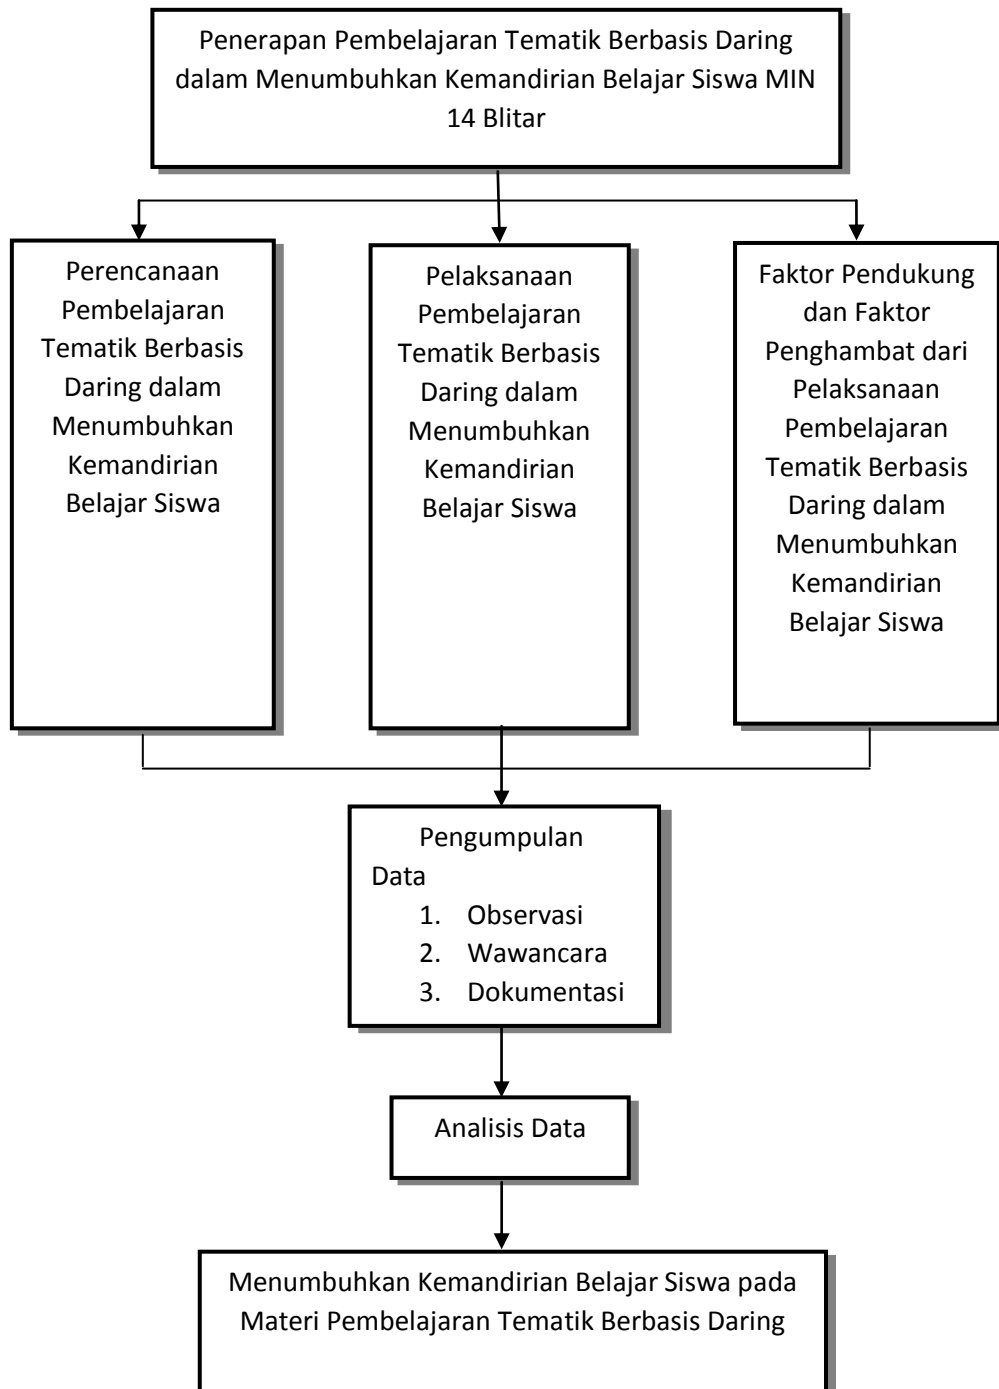 Penerapan Pembelajaran Tematik Berbasis Daring
dalam Menumbuhkan Kemandirian Belajar Siswa MIN
14 Blitar
Perencanaan
Pembelajaran
Tematik Berbasis
Daring dalam
Menumbuhkan
Kemandirian
Belajar Siswa
Pelaksanaan
Pembelajaran
Tematik Berbasis
Daring dalam
Menumbuhkan
Kemandirian
Belajar Siswa
Faktor Pendukung
dan Faktor
Penghambat dari
Pelaksanaan
Pembelajaran
Tematik Berbasis
Daring dalam
Menumbuhkan
Kemandirian
Belajar Siswa
Pengumpulan
Data
1. Observasi
2. Wawancara
3. Dokumentasi
Analisis Data
Menumbuhkan Kemandirian Belajar Siswa pada
Materi Pembelajaran Tematik Berbasis Daring